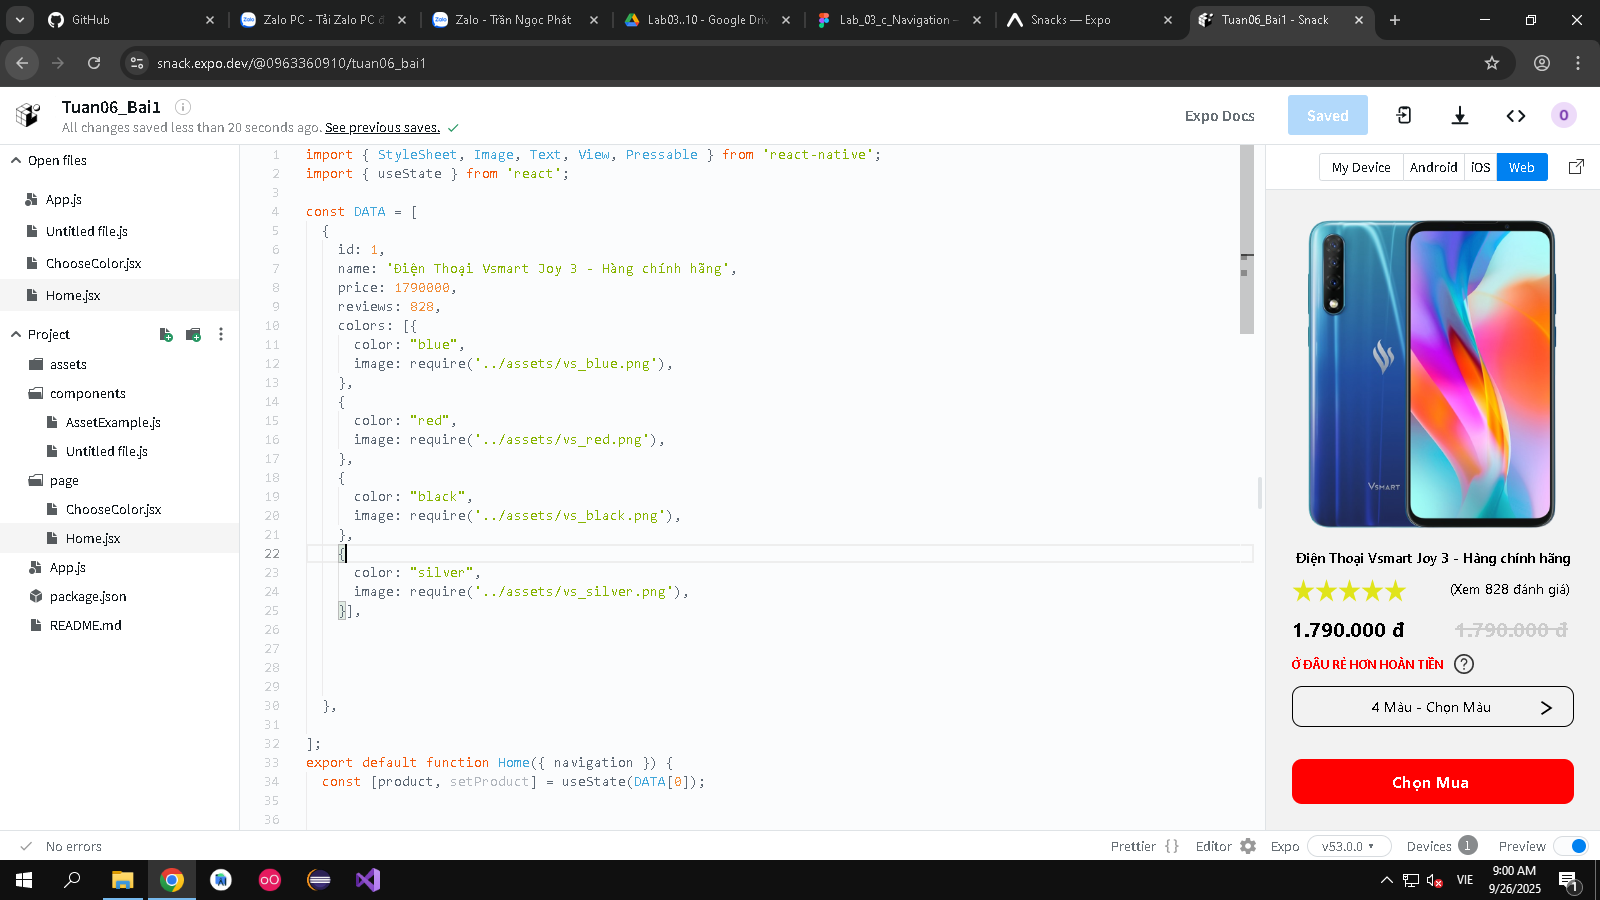 GitHub
Zalo PC - Tải Zalo PC đ
Zalo - Trần Ngọc Phát
Lab03..10 - Google Driv
Lab_03_c_Navigation –
Snacks — Expo
Tuan06_Bai1 - Snack
snack.expo.dev/@0963360910/tuan06_bai1
Tuan06_Bai1
All changes saved less than 20 seconds ago. See previous saves.
Expo Docs
Saved
O
Open files
App.js
Untitled file.js
ChooseColor.jsx
Home.jsx
Project
assets
components
AssetExample.js
Untitled file.js
page
ChooseColor.jsx
Home.jsx
App.js
package.json
README.md
1 import { StyleSheet, Image, Text, View, Pressable } from 'react-native';
2 import { useState } from 'react';
3
4 const DATA = [
5 {
6 id: 1,
7 name: 'Điện Thoại Vsmart Joy 3 - Hàng chính hãng',
8 price: 1790000,
9 reviews: 828,
10 colors: [{
11 color: "blue",
12 image: require('../assets/vs_blue.png'),
13 },
14 {
15 color: "red",
16 image: require('../assets/vs_red.png'),
17 },
18 {
19 color: "black",
20 image: require('../assets/vs_black.png'),
21 },
22 {
23 color: "silver",
24 image: require('../assets/vs_silver.png'),
25 }],
26
27
28
29
30 },
31
32 ];
33 export default function Home({ navigation }) {
34 const [product, setProduct] = useState(DATA[0]);
35
36
My Device
Android
iOS
Web
VSMART
Điện Thoại Vsmart Joy 3 - Hàng chính hãng
(Xem 828 đánh giá)
1.790.000 đ
1.790.000 đ
Ở ĐÂU RẺ HƠN HOÀN TIỀN ?
4 Màu - Chọn Màu
Chọn Mua
No errors
Prettier { }
Editor
Expo
v53.0.0
Devices 1
Preview
VIE
9:00 AM
9/26/2025
1